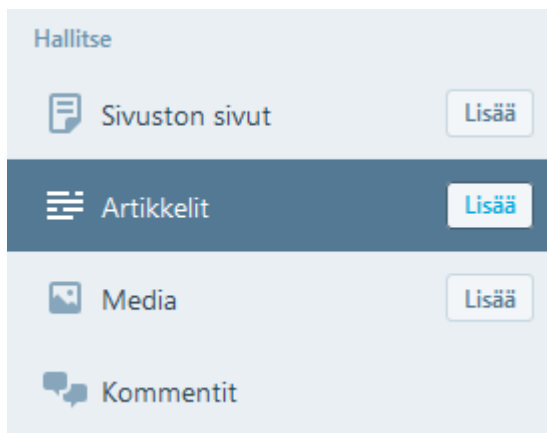 Hallitse
Sivuston sivut Lisää
Artikkelit Lisää
Media Lisää
Kommentit